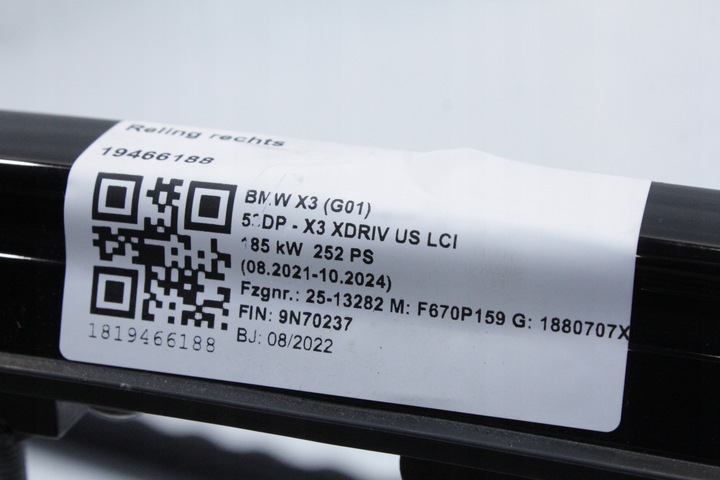 Reling rechts
19466188
BMW X3 (G01)
53DP - X3 XDRIV US LCI
185 kW 252 PS
(08.2021-10.2024)
Fzgnr.: 25-13282 M: F670P159 G: 1880707X
FIN: 9N70237
BJ: 08/2022
1819466188